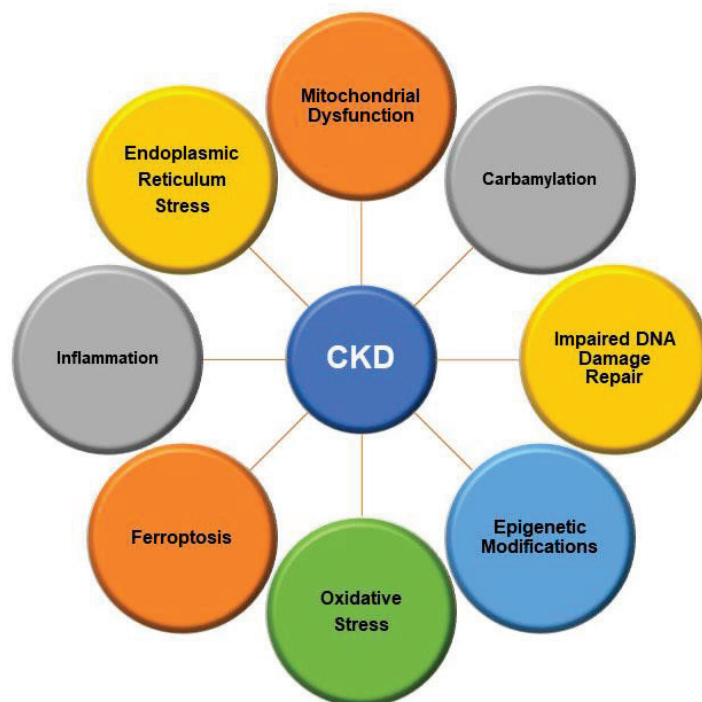 Mitochondrial
Dysfunction
Endoplasmic
Reticulum
Stress
Carbamylation
Inflammation
CKD
Impaired DNA
Damage
Repair
Ferroptosis
Epigenetic
Modifications
Oxidative
Stress